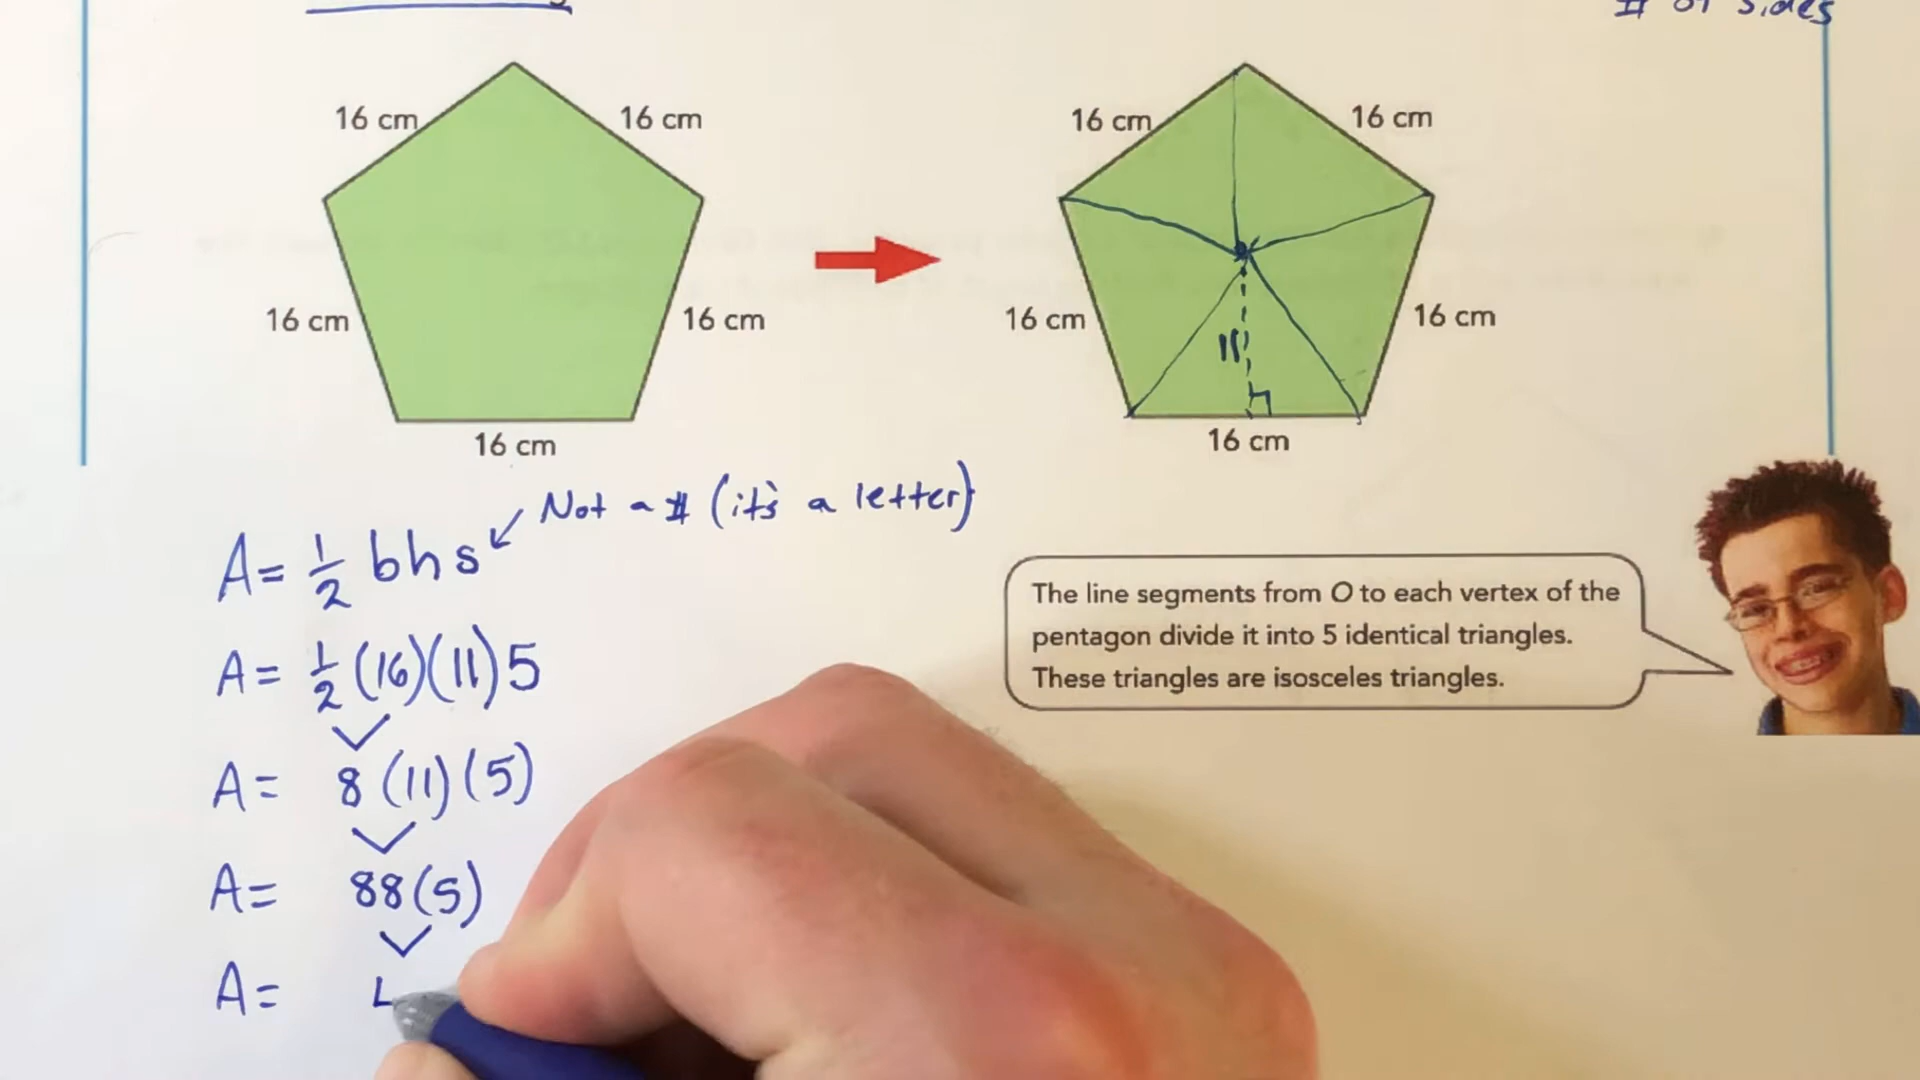 # of sides
16 cm
16 cm
16 cm
16 cm
16 cm
16 cm
16 cm
16 cm
11
16 cm
16 cm
A = 1/2 bhs ↙ Not a # (it's a letter)
A = 1/2 (16)(11)5
A = 8 (11)(5)
A = 88(5)
A =
The line segments from O to each vertex of the
pentagon divide it into 5 identical triangles.
These triangles are isosceles triangles.